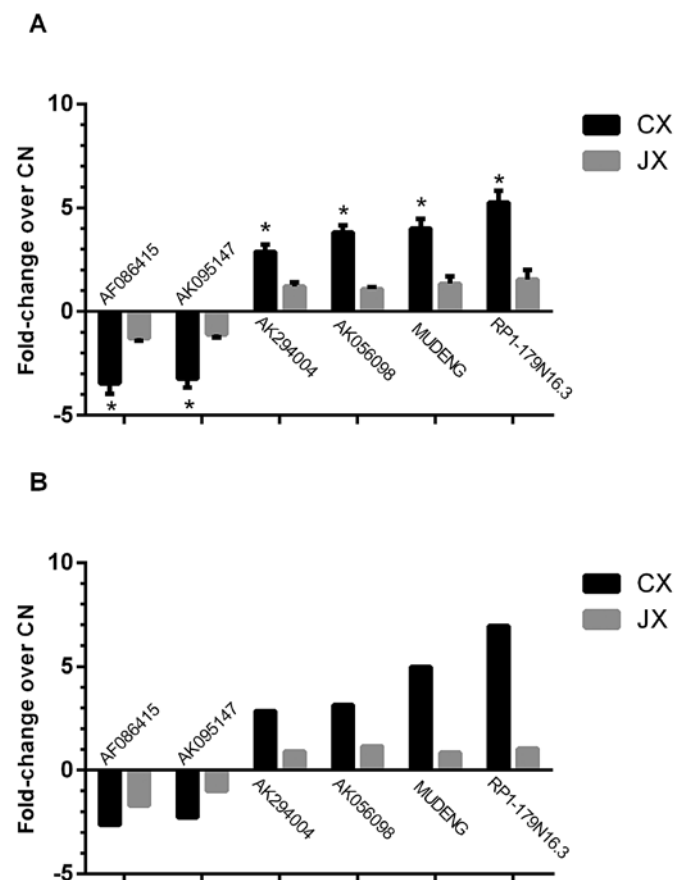 A
Fold-change over CN
10
5
0
-5
AF086415
AK095147
AK294004
AK056098
MUDENG
RP1-179N16.3
*
*
*
*
*
*
CX
JX
B
Fold-change over CN
10
5
0
-5
AF086415
AK095147
AK294004
AK056098
MUDENG
RP1-179N16.3
CX
JX